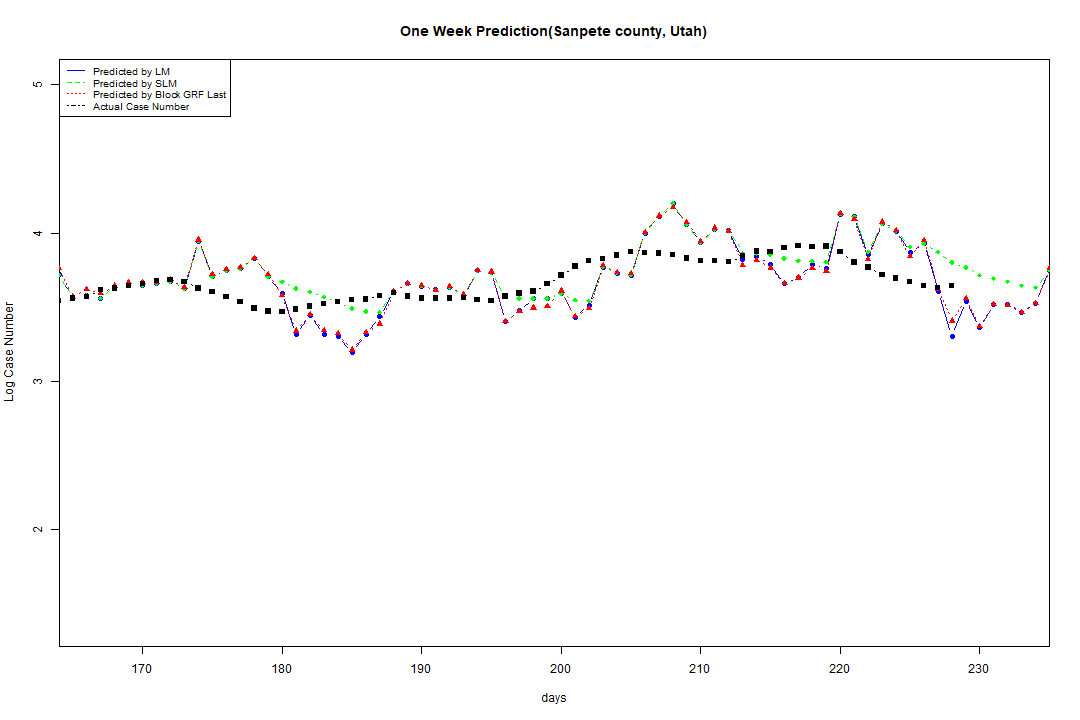 One Week Prediction(Sanpete county, Utah)
Predicted by LM
Predicted by SLM
Predicted by Block GRF Last
Actual Case Number
5
4
3
2
Log Case Number
170 180 190 200 210 220 230
days